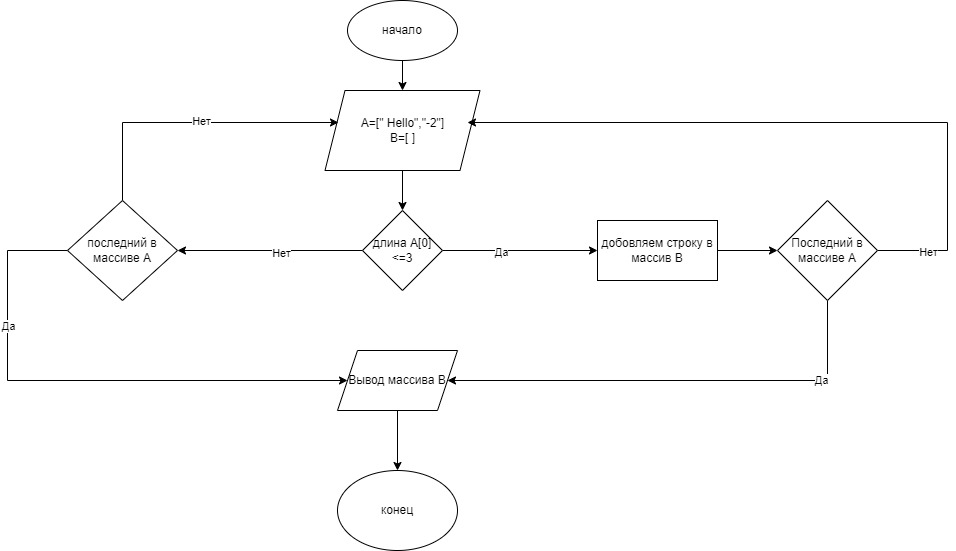 начало
A=[" Hello","-2"]
B=[ ]
Нет
последний в
массиве А
Нет
длина A[0]
<=3
Да
добовляем строку в
массив В
Последний в
массиве А
Нет
Да
Вывод массива В
Да
конец